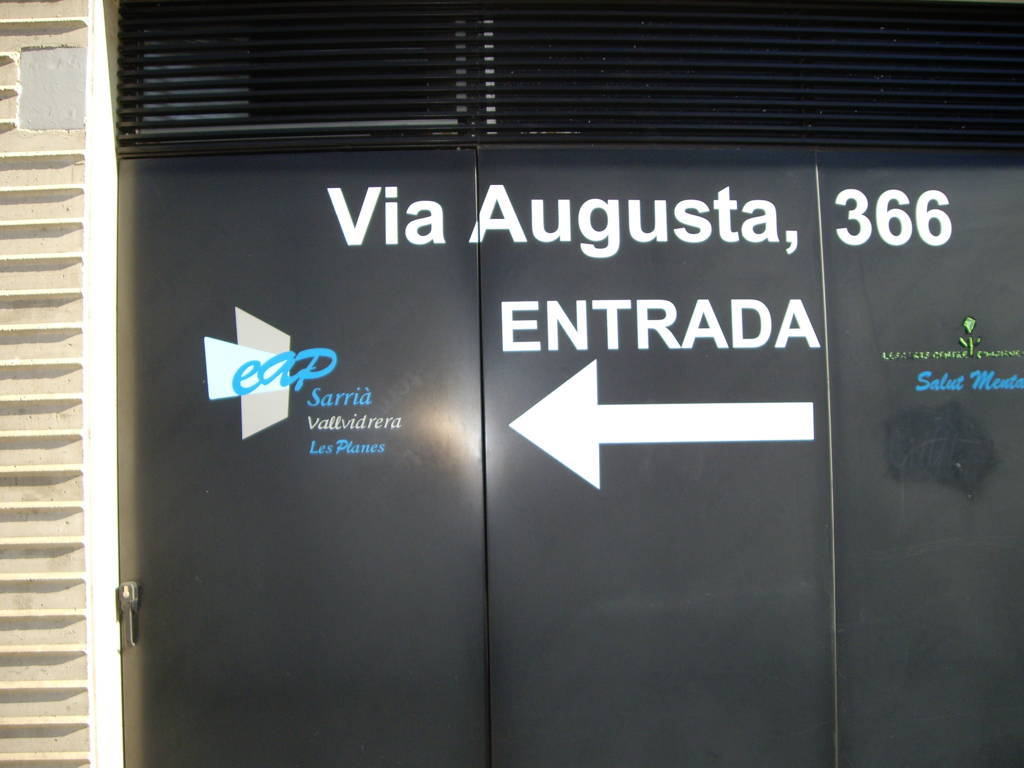 Via Augusta, 366
ENTRADA
eap
Sarrià
Vallvidrera
Les Planes
Salut Menta